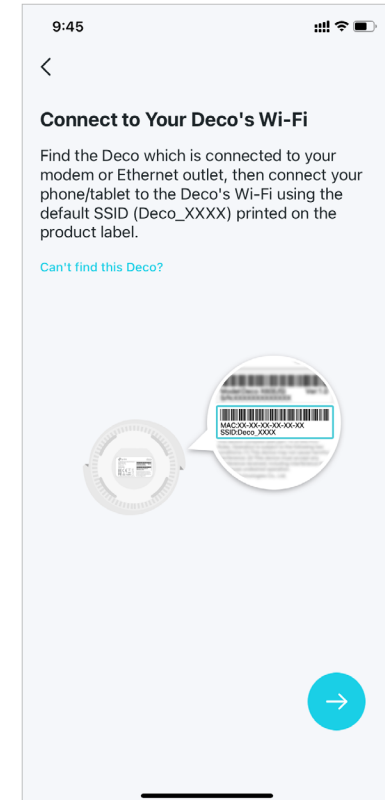 9:45
Connect to Your Deco's Wi-Fi
Find the Deco which is connected to your
modem or Ethernet outlet, then connect your
phone/tablet to the Deco's Wi-Fi using the
default SSID (Deco_XXXX) printed on the
product label.
Can't find this Deco?
MAC:XX-XX-XX-XX-XX-XX
SSID:Deco_XXXX